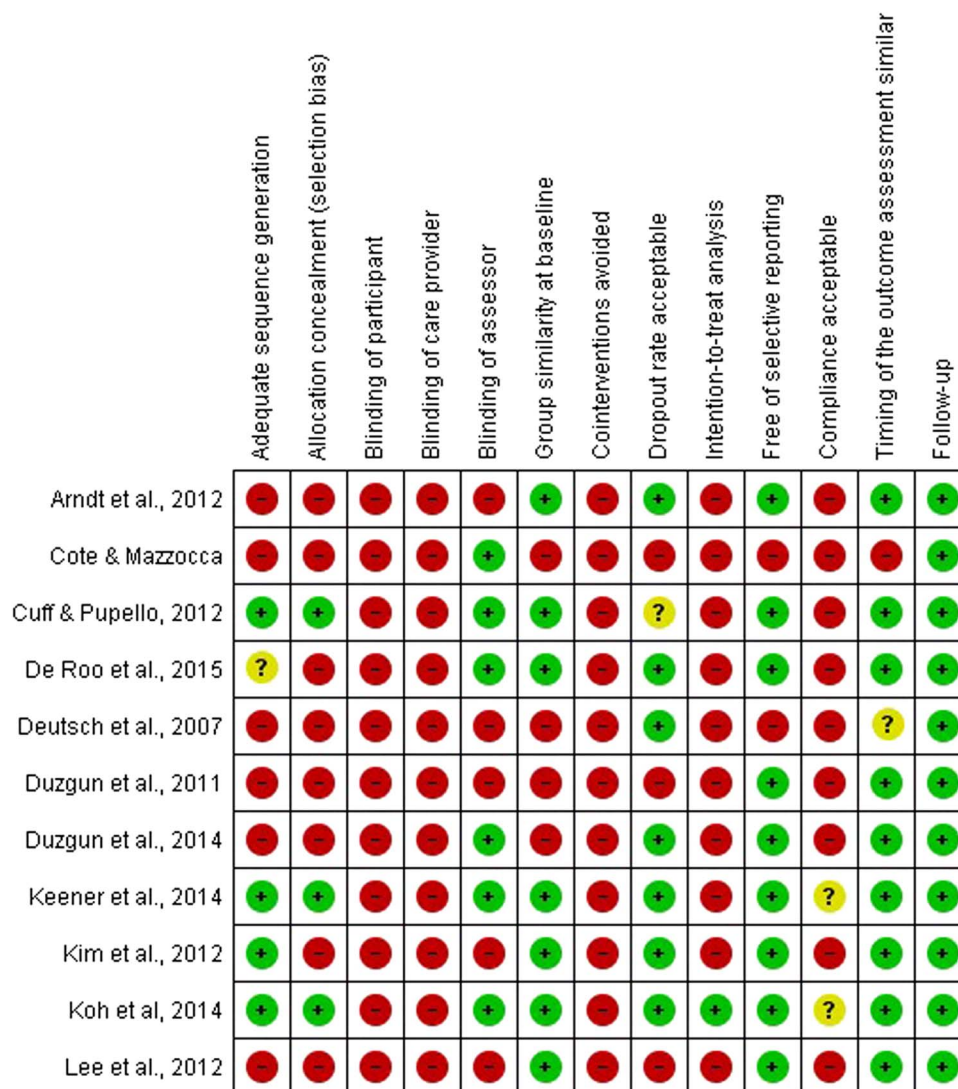 Adequate sequence generation
Allocation concealment (selection bias)
Blinding of participant
Blinding of care provider
Blinding of assessor
Group similarity at baseline
Cointerventions avoided
Dropout rate acceptable
Intention-to-treat analysis
Free of selective reporting
Compliance acceptable
Timing of the outcome assessment similar
Follow-up
Arndt et al., 2012 - - - - - + - + - + - + +
Cote & Mazzocca - - - - + - - - - - - - +
Cuff & Pupello, 2012 + + - - + + - ? - + - + +
De Roo et al., 2015 ? - - - + + - + - + - + +
Deutsch et al., 2007 - - - - - - - + - - - ? +
Duzgun et al., 2011 - - - - - - - - - + - + +
Duzgun et al., 2014 - - - - + - - + - + - + +
Keener et al., 2014 + + - - + + - + - + ? + +
Kim et al., 2012 + - - - - + - + - + - + +
Koh et al, 2014 + + - - + + - + + + ? + +
Lee et al., 2012 - - - - - + - - - + - + +